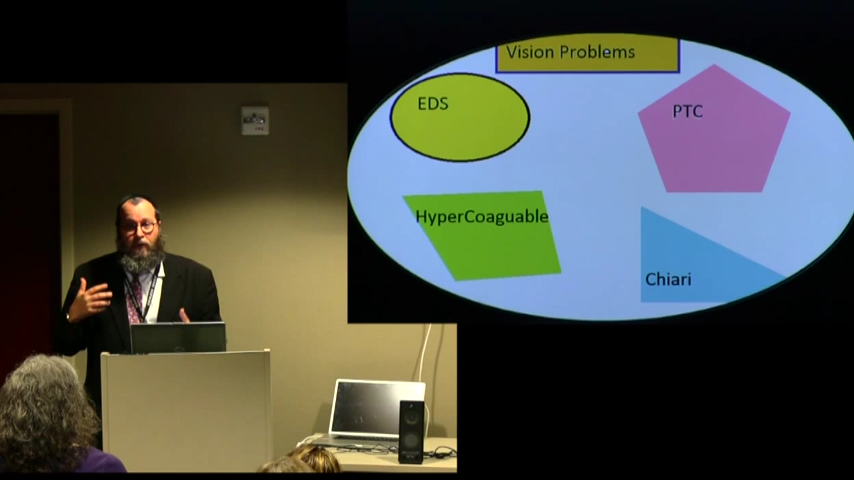 Vision Problems
EDS
PTC
HyperCoaguable
Chiari